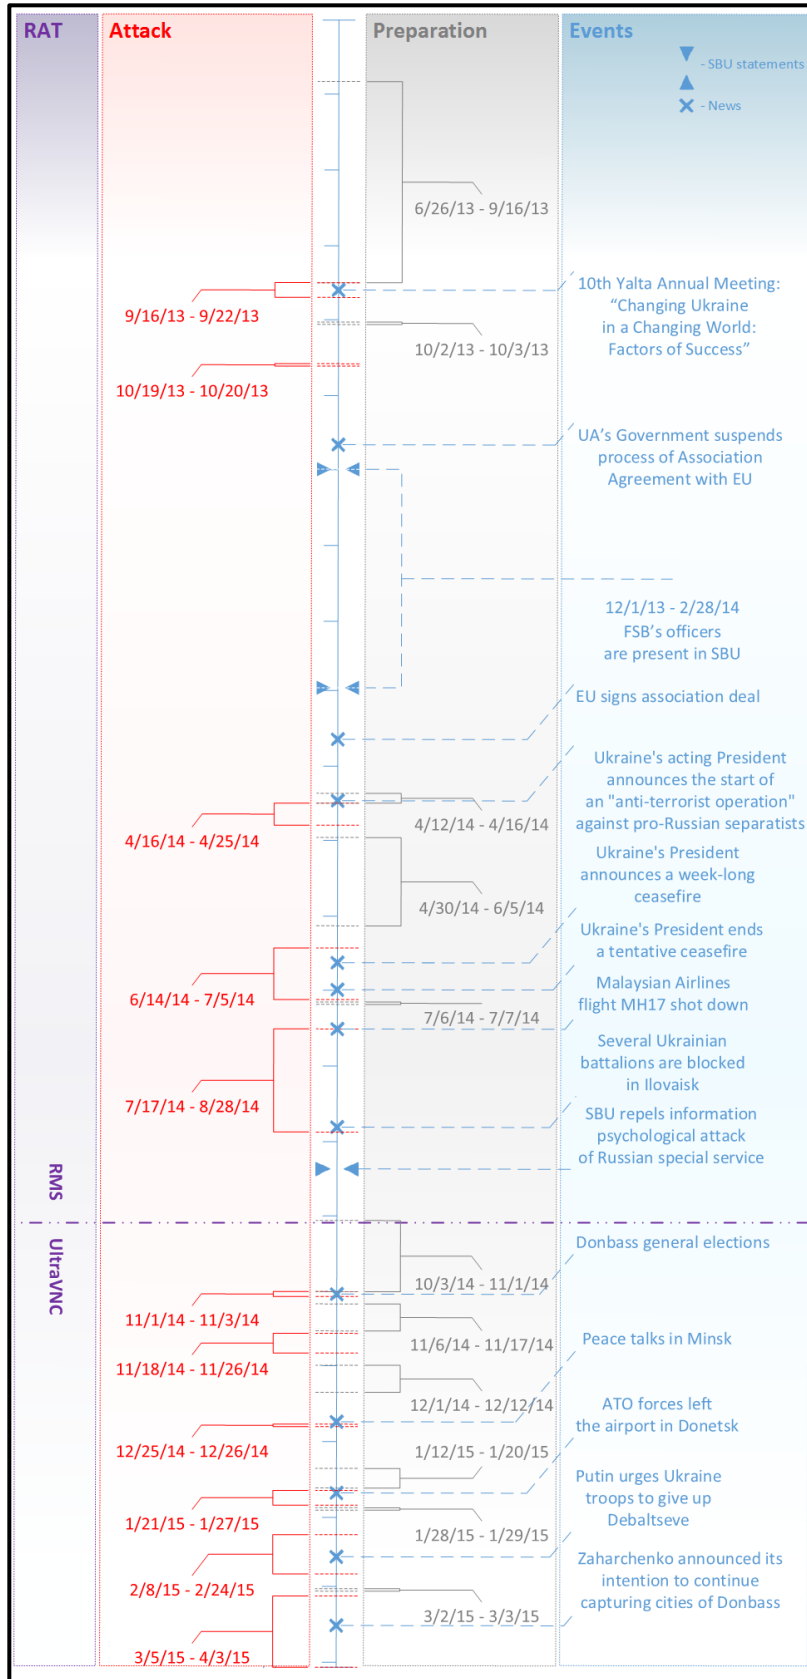 RAT
Attack
Preparation
Events
- SBU statements
- News
6/26/13 - 9/16/13
10th Yalta Annual Meeting:
“Changing Ukraine
in a Changing World:
Factors of Success”
9/16/13 - 9/22/13
10/2/13 - 10/3/13
10/19/13 - 10/20/13
UA's Government suspends
process of Association
Agreement with EU
12/1/13 - 2/28/14
FSB's officers
are present in SBU
EU signs association deal
Ukraine's acting President
announces the start of
an "anti-terrorist operation"
against pro-Russian separatists
4/12/14 - 4/16/14
4/16/14 - 4/25/14
Ukraine's President
announces a week-long
ceasefire
4/30/14 - 6/5/14
Ukraine's President ends
a tentative ceasefire
Malaysian Airlines
flight MH17 shot down
6/14/14 - 7/5/14
7/6/14 - 7/7/14
Several Ukrainian
battalions are blocked
in Ilovaisk
7/17/14 - 8/28/14
SBU repels information
psychological attack
of Russian special service
RMS
UltraVNC
Donbass general elections
10/3/14 - 11/1/14
11/1/14 - 11/3/14
11/6/14 - 11/17/14
Peace talks in Minsk
11/18/14 - 11/26/14
12/1/14 - 12/12/14
ATO forces left
the airport in Donetsk
12/25/14 - 12/26/14
1/12/15 - 1/20/15
Putin urges Ukraine
troops to give up
Debaltseve
1/21/15 - 1/27/15
1/28/15 - 1/29/15
Zaharchenko announced its
intention to continue
capturing cities of Donbass
2/8/15 - 2/24/15
3/2/15 - 3/3/15
3/5/15 - 4/3/15